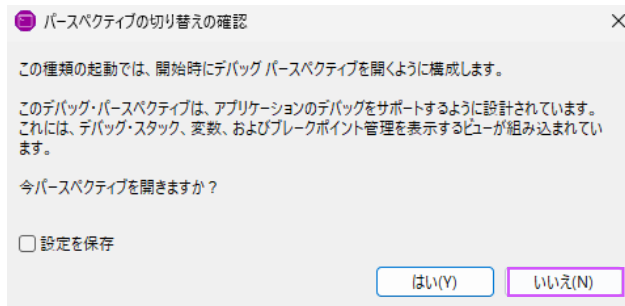 パースペクティブの切り替えの確認
この種類の起動では、開始時にデバッグ パースペクティブを開くように構成します。
このデバッグ・パースペクティブは、アプリケーションのデバッグをサポートするように設計されています。
これには、デバッグ・スタック、変数、およびブレークポイント管理を表示するビューが組み込まれてい
ます。
今パースペクティブを開きますか？
設定を保存
はい(Y)
いいえ(N)